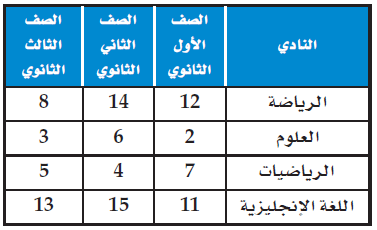 النادي الصف الأول الثانوي الصف الثاني الثانوي الصف الثالث الثانوي
الرياضة 12 14 8
العلوم 2 6 3
الرياضيات 7 4 5
اللغة الإنجليزية 11 15 13